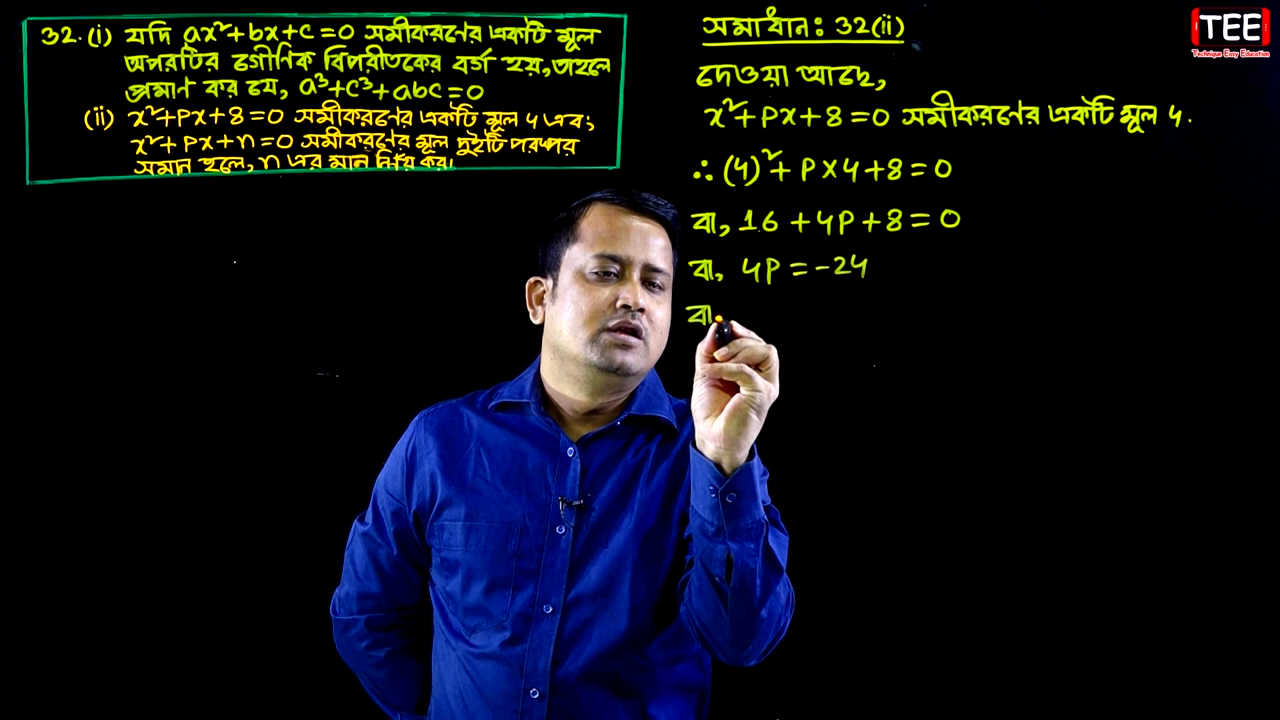 32. (i) যদি ax²+bx+c=0 সমীকরণের একটি মূল
অপরটির গৌণিক বিপরীতকের বর্গ হয়, তাহলে
প্রমাণ কর যে, a³+c³+abc=0
(ii) x²+px+8=0 সমীকরণের একটি মূল 4 এবং
x²+px+n=0 সমীকরণের মূল দুইটি পরস্পর
সমান হলে, n এর মান নির্ণয় কর।
সমাধান: 32(ii)
দেওয়া আছে,
x²+px+8=0 সমীকরণের একটি মূল 4.
∴ (4)²+p×4+8=0
বা, 16+4p+8=0
বা, 4p=-24
বা,
TEE
Technique Easy Education